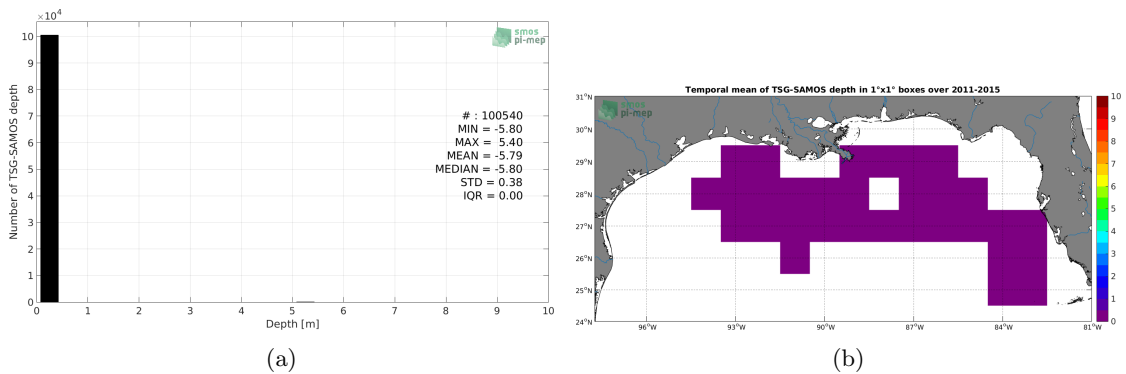 ×10⁴
smos
pi-mep
10
9
8
7
6
5
4
3
2
1
0
Number of TSG-SAMOS depth
# : 100540
MIN = -5.80
MAX = 5.40
MEAN = -5.79
MEDIAN = -5.80
STD = 0.38
IQR = 0.00
0 1 2 3 4 5 6 7 8 9 10
Depth [m]
(a)
Temporal mean of TSG-SAMOS depth in 1°x1° boxes over 2011-2015
smos
pi-mep
31°N
30°N
29°N
28°N
27°N
26°N
25°N
24°N
96°W 93°W 90°W 87°W 84°W 81°W
10
9
8
7
6
5
4
3
2
1
0
(b)